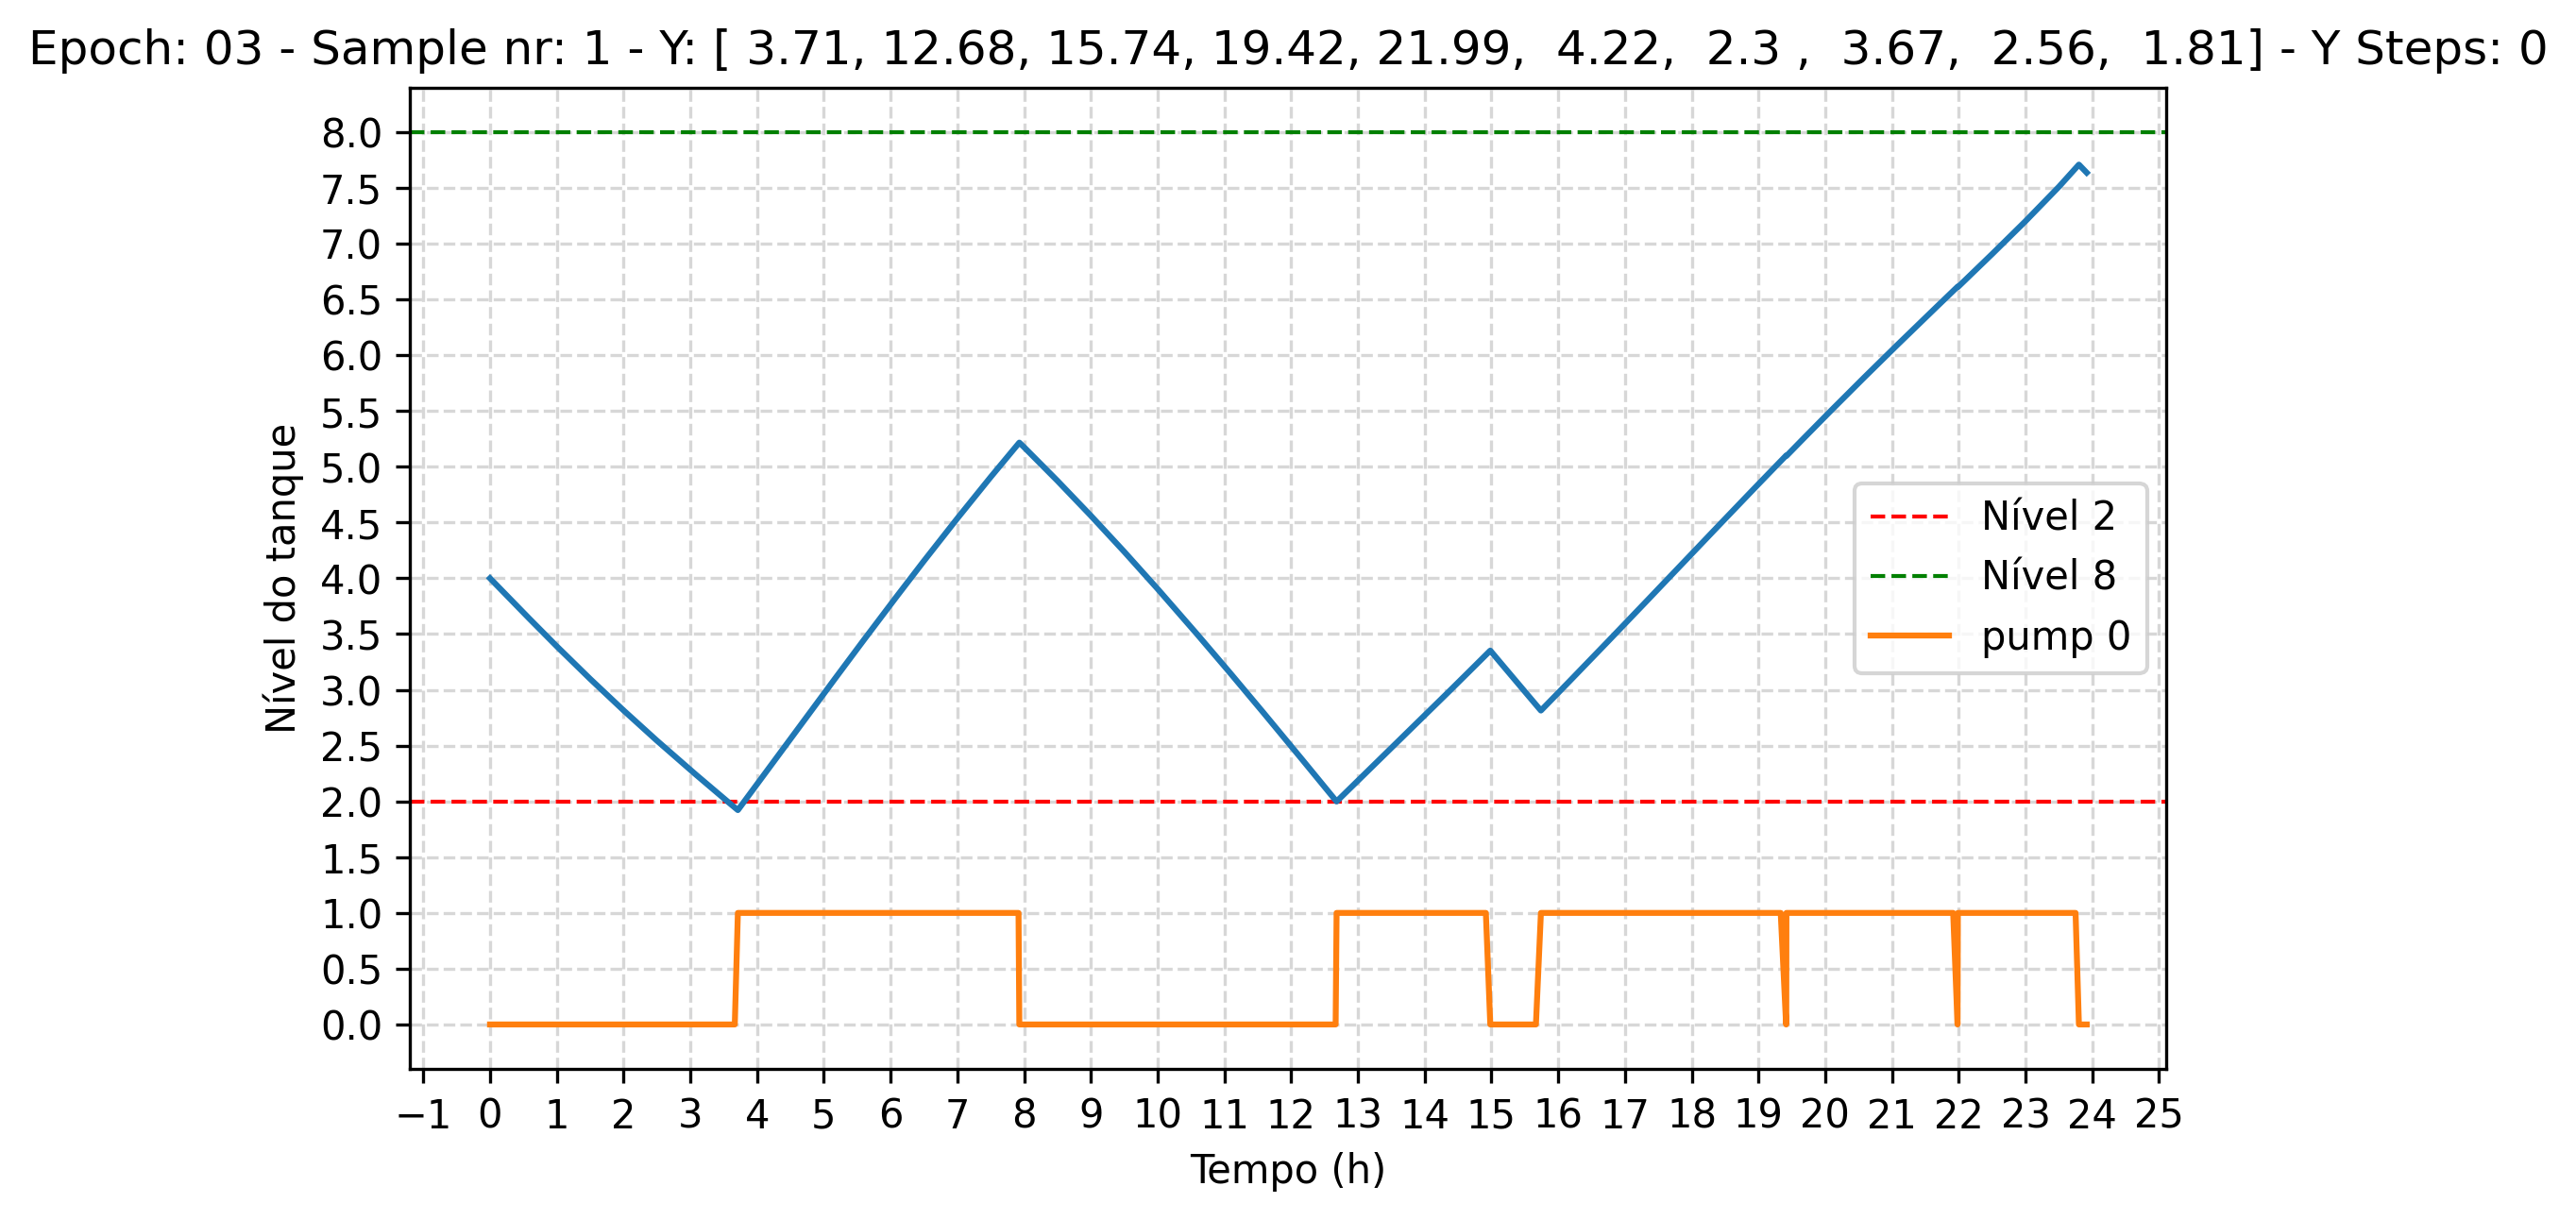 Epoch: 03 - Sample nr: 1 - Y: [ 3.71, 12.68, 15.74, 19.42, 21.99,  4.22,  2.3 ,  3.67,  2.56,  1.81] - Y Steps: 0
8.0
7.5
7.0
6.5
6.0
5.5
5.0
4.5
4.0
3.5
3.0
2.5
2.0
1.5
1.0
0.5
0.0
Nível do tanque
Nível 2
Nível 8
pump 0
−1 0 1 2 3 4 5 6 7 8 9 10 11 12 13 14 15 16 17 18 19 20 21 22 23 24 25
Tempo (h)